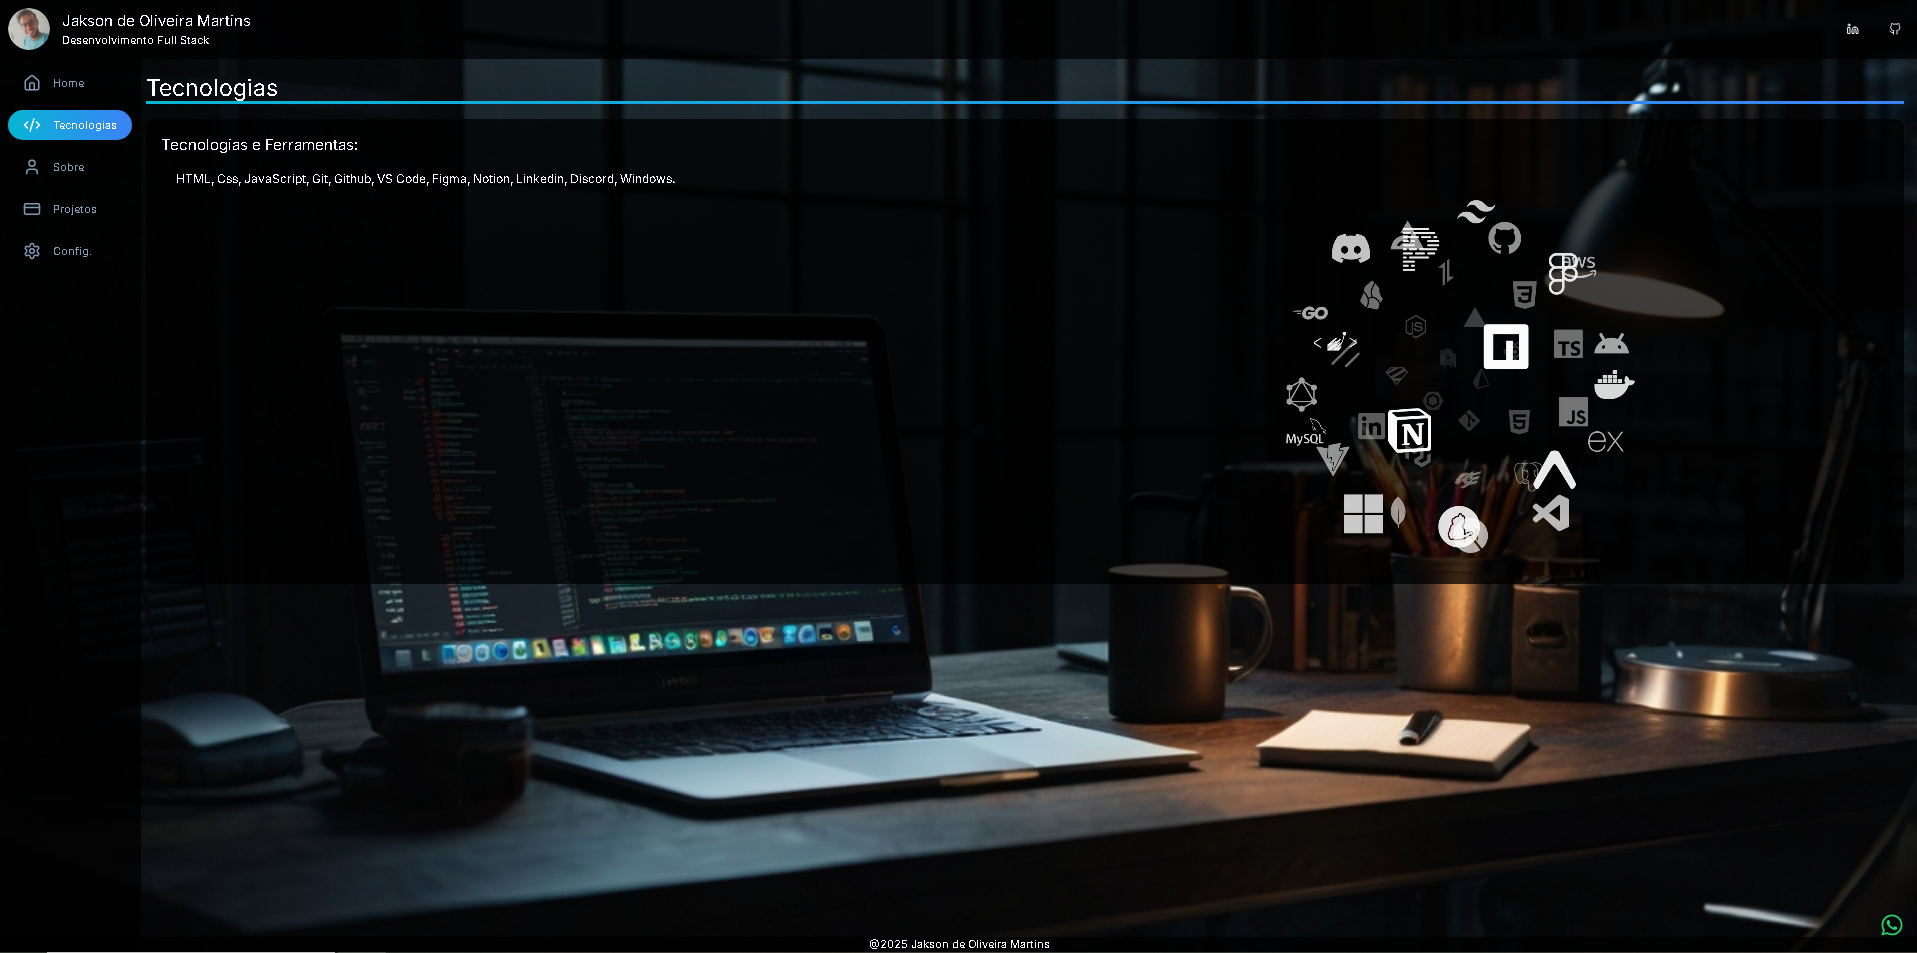 Jakson de Oliveira Martins
Desenvolvimento Full Stack
Home
Tecnologias
Sobre
Projetos
Config.
Tecnologias
Tecnologias e Ferramentas:
HTML, Css, JavaScript, Git, Github, VS Code, Figma, Notion, Linkedin, Discord, Windows.
aws
GO
JS
TS
MySQL
in
N
JS
ex
@2025 Jakson de Oliveira Martins